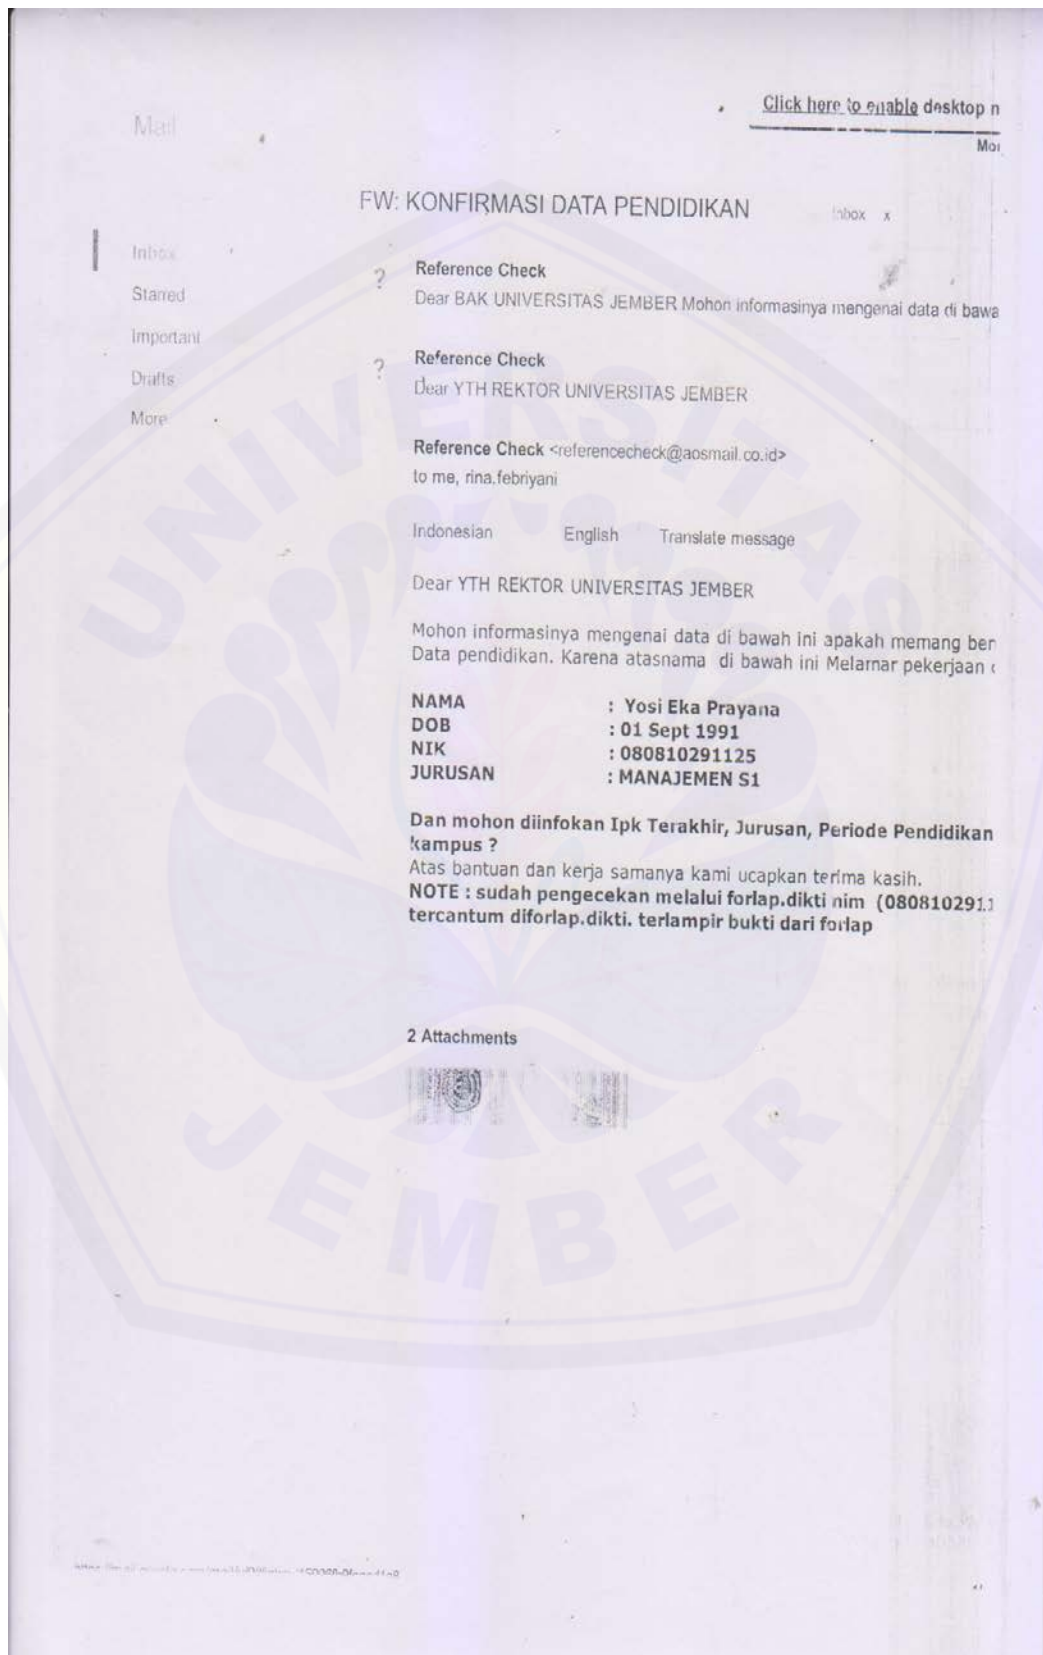 Click here to enable desktop n
Mail
Mor
FW: KONFIRMASI DATA PENDIDIKAN
Inbox x
Inbox
Starred
Important
Drafts
More
? Reference Check
Dear BAK UNIVERSITAS JEMBER Mohon informasinya mengenai data di bawa
? Reference Check
Dear YTH REKTOR UNIVERSITAS JEMBER
Reference Check <referencecheck@aosmail.co.id>
to me, rina.febriyani
Indonesian English Translate message
Dear YTH REKTOR UNIVERSITAS JEMBER
Mohon informasinya mengenai data di bawah ini apakah memang ber
Data pendidikan. Karena atasnama di bawah ini Melamar pekerjaan
NAMA : Yosi Eka Prayana
DOB : 01 Sept 1991
NIK : 080810291125
JURUSAN : MANAJEMEN S1
Dan mohon diinfokan Ipk Terakhir, Jurusan, Periode Pendidikan
kampus ?
Atas bantuan dan kerja samanya kami ucapkan terima kasih.
NOTE : sudah pengecekan melalui forlap.dikti nim (080810291
tercantum diforlap.dikti. terlampir bukti dari forlap
2 Attachments
UNIVERSITAS
JEMBER